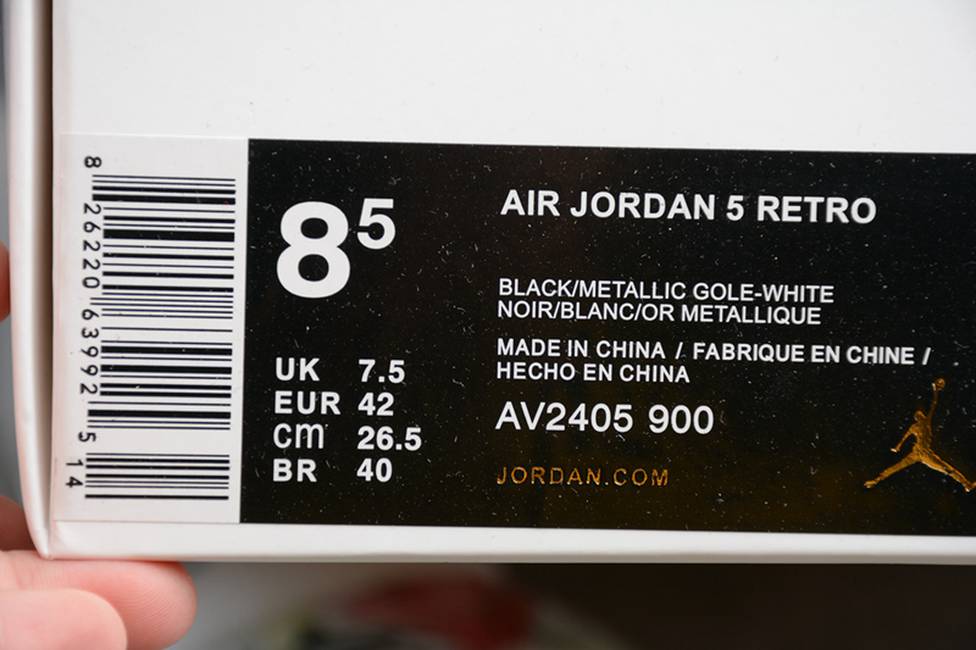 8 26220 63992 5
14
8 5
UK 7.5
EUR 42
cm 26.5
BR 40
AIR JORDAN 5 RETRO
BLACK/METALLIC GOLE-WHITE
NOIR/BLANC/OR METALLIQUE
MADE IN CHINA / FABRIQUE EN CHINE /
HECHO EN CHINA
AV2405 900
JORDAN.COM